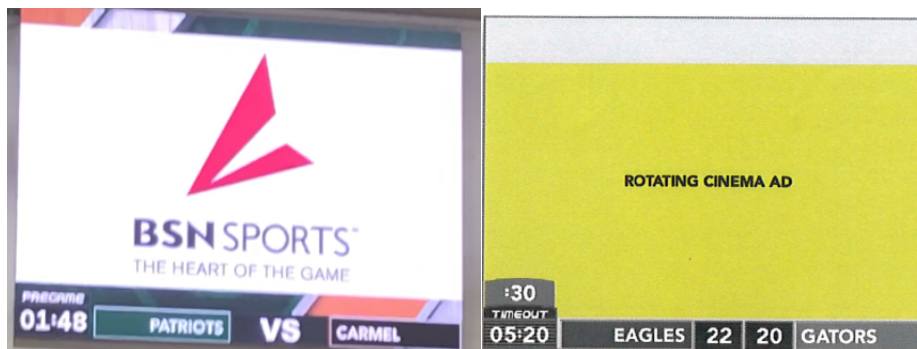 BSN SPORTS™
THE HEART OF THE GAME
PREGAME
01:48 PATRIOTS VS CARMEL
ROTATING CINEMA AD
:30
TIMEOUT
05:20 EAGLES 22 20 GATORS